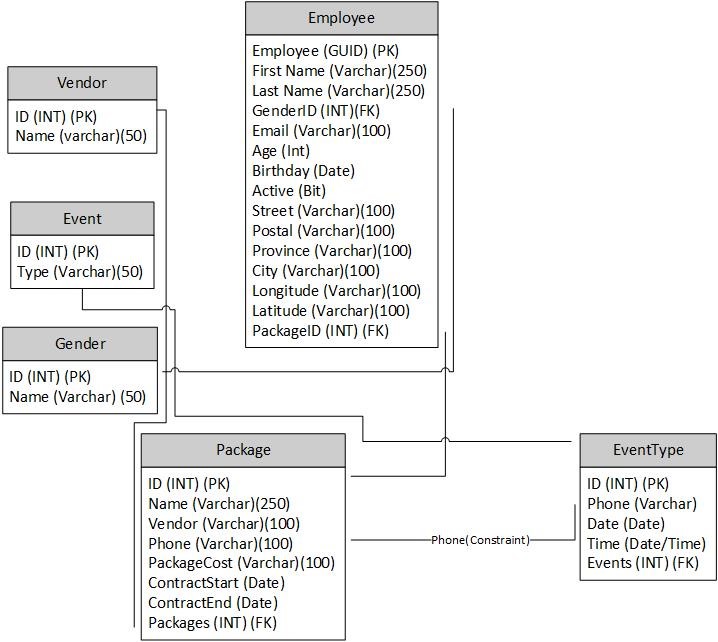 Employee
Employee (GUID) (PK)
First Name (Varchar)(250)
Last Name (Varchar)(250)
GenderID (INT)(FK)
Email (Varchar)(100)
Age (Int)
Birthday (Date)
Active (Bit)
Street (Varchar)(100)
Postal (Varchar)(100)
Province (Varchar)(100)
City (Varchar)(100)
Longitude (Varchar)(100)
Latitude (Varchar)(100)
PackageID (INT) (FK)
Vendor
ID (INT) (PK)
Name (varchar)(50)
Event
ID (INT) (PK)
Type (Varchar)(50)
Gender
ID (INT) (PK)
Name (Varchar) (50)
Package
ID (INT) (PK)
Name (Varchar)(250)
Vendor (Varchar)(100)
Phone (Varchar)(100)
PackageCost (Varchar)(100)
ContractStart (Date)
ContractEnd (Date)
Packages (INT) (FK)
Phone(Constraint)
EventType
ID (INT) (PK)
Phone (Varchar)
Date (Date)
Time (Date/Time)
Events (INT) (FK)